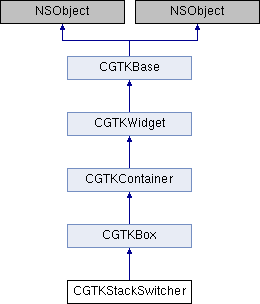 NSObject NSObject
CGTKBase
CGTKWidget
CGTKContainer
CGTKBox
CGTKStackSwitcher